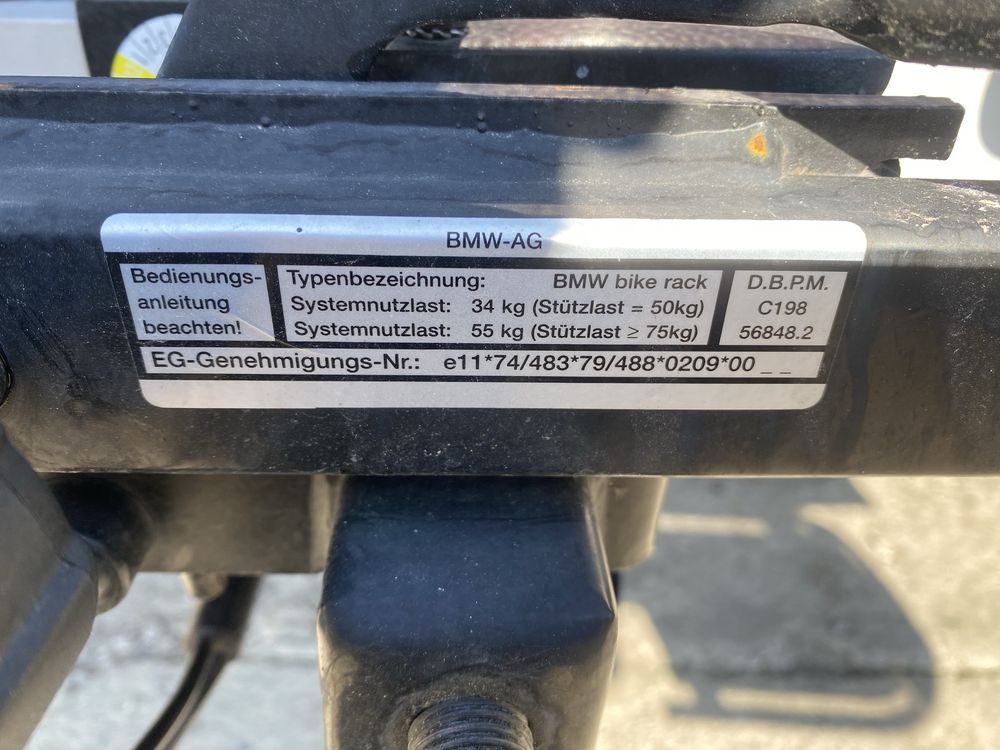 BMW-AG
Bedienungs-
anleitung
beachten!
Typenbezeichnung: BMW bike rack
Systemnutzlast: 34 kg (Stützlast = 50kg)
Systemnutzlast: 55 kg (Stützlast ≥ 75kg)
D.B.P.M.
C198
56848.2
EG-Genehmigungs-Nr.: e11*74/483*79/488*0209*00 _ _